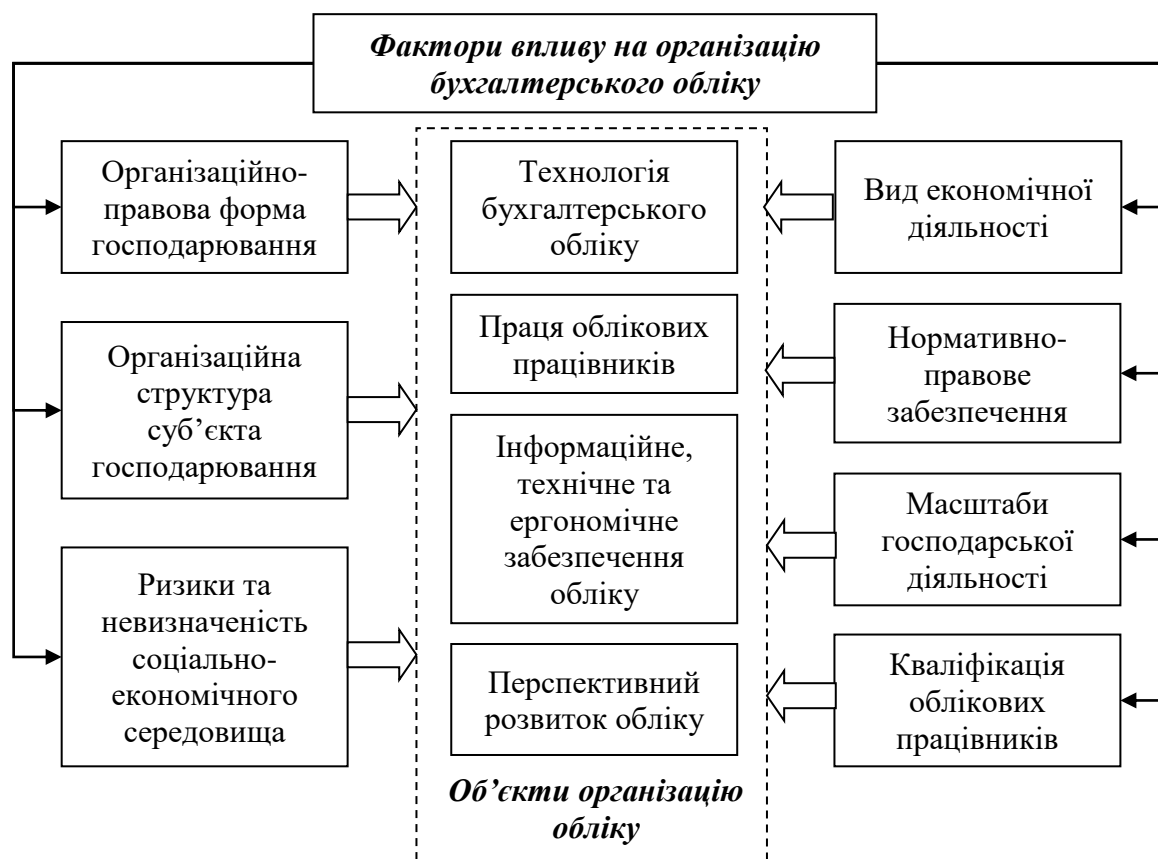 Фактори впливу на організацію
бухгалтерського обліку
Організаційно-
правова форма
господарювання
Організаційна
структура
суб’єкта
господарювання
Ризики та
невизначеність
соціально-
економічного
середовища
Технологія
бухгалтерського
обліку
Праця облікових
працівників
Інформаційне,
технічне та
ергономічне
забезпечення
обліку
Перспективний
розвиток обліку
Об’єкти організацію
обліку
Вид економічної
діяльності
Нормативно-
правове
забезпечення
Масштаби
господарської
діяльності
Кваліфікація
облікових
працівників